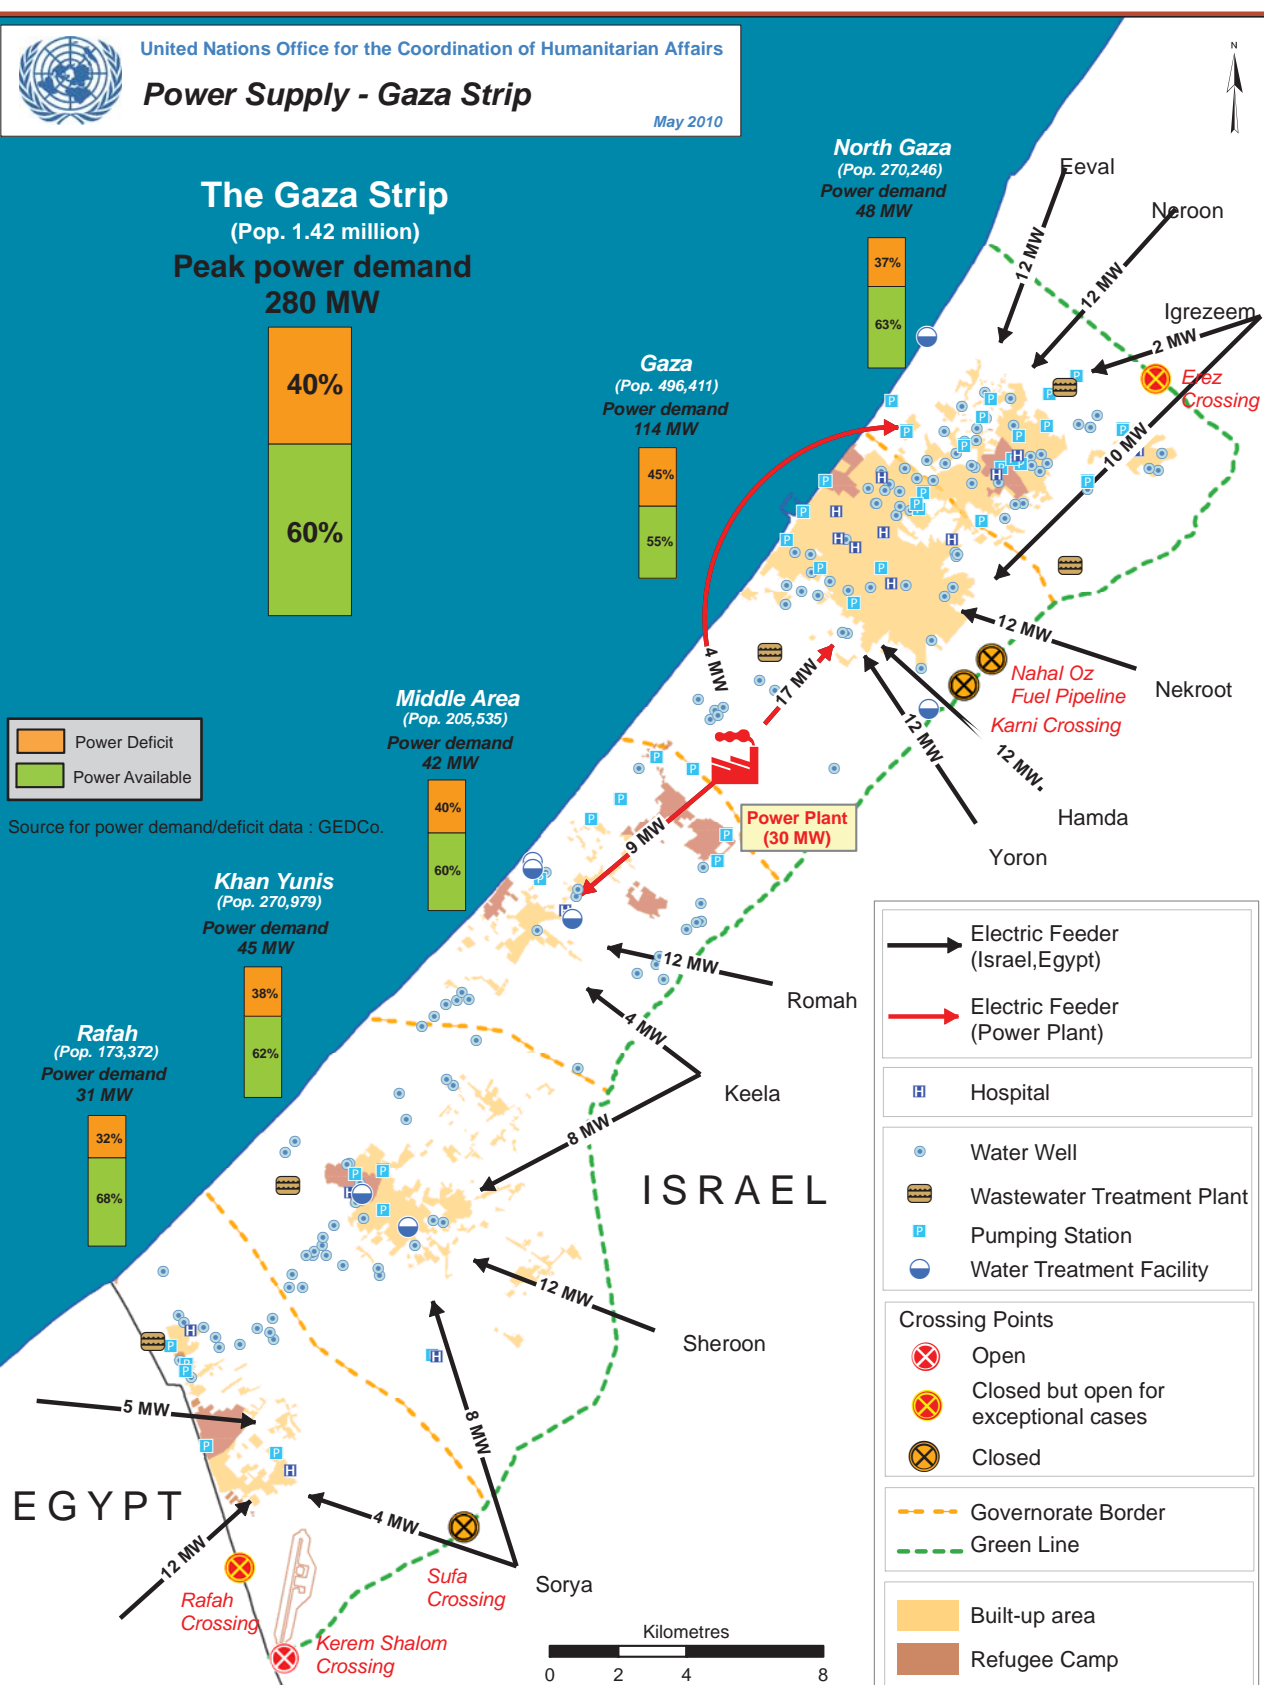 United Nations Office for the Coordination of Humanitarian Affairs
Power Supply - Gaza Strip
May 2010
N
The Gaza Strip
(Pop. 1.42 million)
Peak power demand
280 MW
40%
60%
North Gaza
(Pop. 270,246)
Power demand
48 MW
37%
63%
Gaza
(Pop. 496,411)
Power demand
114 MW
45%
55%
Middle Area
(Pop. 205,535)
Power demand
42 MW
40%
60%
Khan Yunis
(Pop. 270,979)
Power demand
45 MW
38%
62%
Rafah
(Pop. 173,372)
Power demand
31 MW
32%
68%
Power Deficit
Power Available
Source for power demand/deficit data : GEDCo.
Eeval
12 MW
Neroon
12 MW
Igrezeem
2 MW
10 MW
Erez
Crossing
12 MW
Nekroot
Nahal Oz
Fuel Pipeline
Karni Crossing
12 MW
12 MW.
Hamda
Yoron
4 MW
17 MW
9 MW
Power Plant
(30 MW)
12 MW
Romah
4 MW
Keela
8 MW
ISRAEL
12 MW
Sheroon
8 MW
4 MW
Sorya
5 MW
EGYPT
12 MW
Rafah
Crossing
Sufa
Crossing
Kerem Shalom
Crossing
Kilometres
0 2 4 8
Electric Feeder
(Israel,Egypt)
Electric Feeder
(Power Plant)
H Hospital
Water Well
Wastewater Treatment Plant
P Pumping Station
Water Treatment Facility
Crossing Points
Open
Closed but open for
exceptional cases
Closed
Governorate Border
Green Line
Built-up area
Refugee Camp